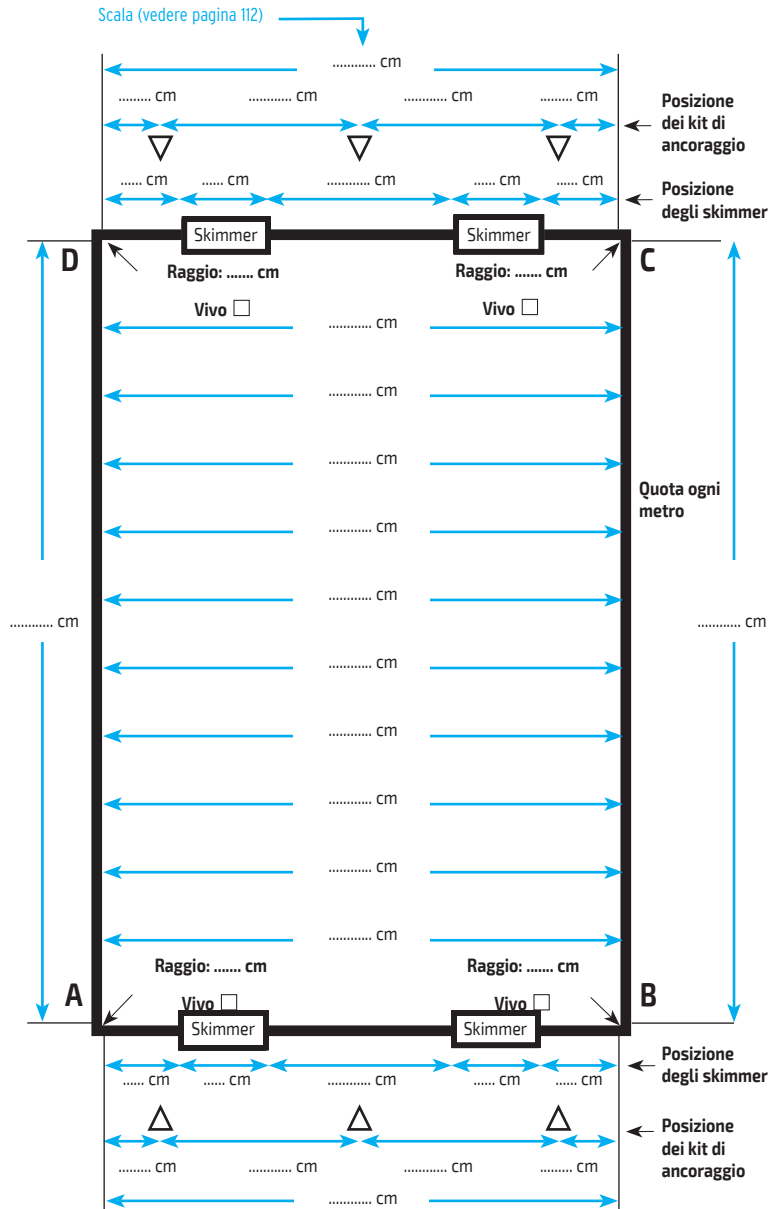 Scala (vedere pagina 112)
............ cm
......... cm ............ cm ............ cm ......... cm
Posizione
dei kit di
ancoraggio
...... cm ...... cm ............ cm ...... cm ...... cm
Posizione
degli skimmer
Skimmer Skimmer
D C
Raggio: ....... cm Raggio: ....... cm
Vivo Vivo
............ cm
............ cm
............ cm
Quota ogni
metro
............ cm
............ cm
............ cm ............ cm
............ cm
............ cm
............ cm
............ cm
............ cm
Raggio: ....... cm Raggio: ....... cm
A B
Vivo Vivo
Skimmer Skimmer
Posizione
degli skimmer
...... cm ...... cm ............ cm ...... cm ...... cm
Posizione
dei kit di
ancoraggio
......... cm ............ cm ............ cm ......... cm
............ cm